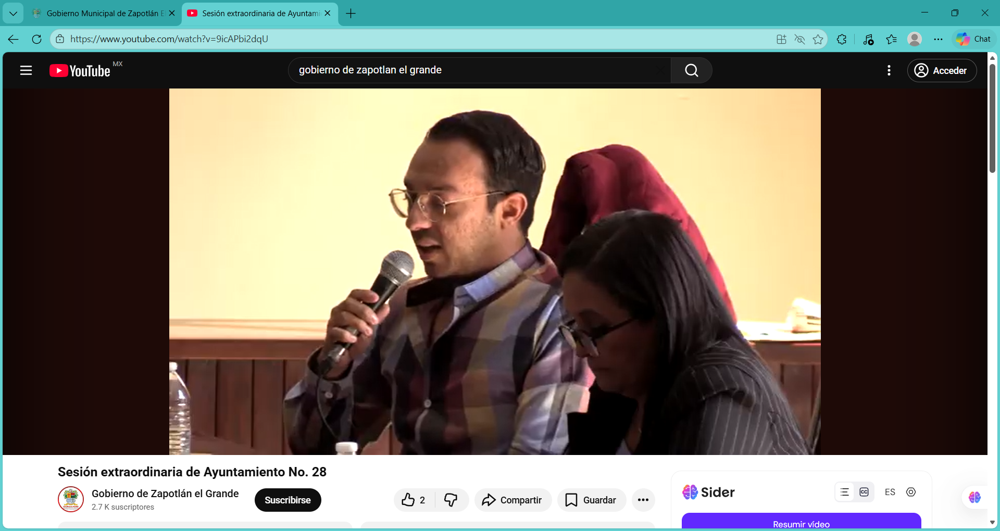 Gobierno Municipal de Zapotlán El
Sesión extraordinaria de Ayuntami
https://www.youtube.com/watch?v=9icAPbi2dqU
Chat
YouTube MX
gobierno de zapotlan el grande
Acceder
Sesión extraordinaria de Ayuntamiento No. 28
Gobierno de Zapotlán el Grande
2.7 K suscriptores
Suscribirse
2
Compartir
Guardar
Sider
CC
ES
Resumir vídeo